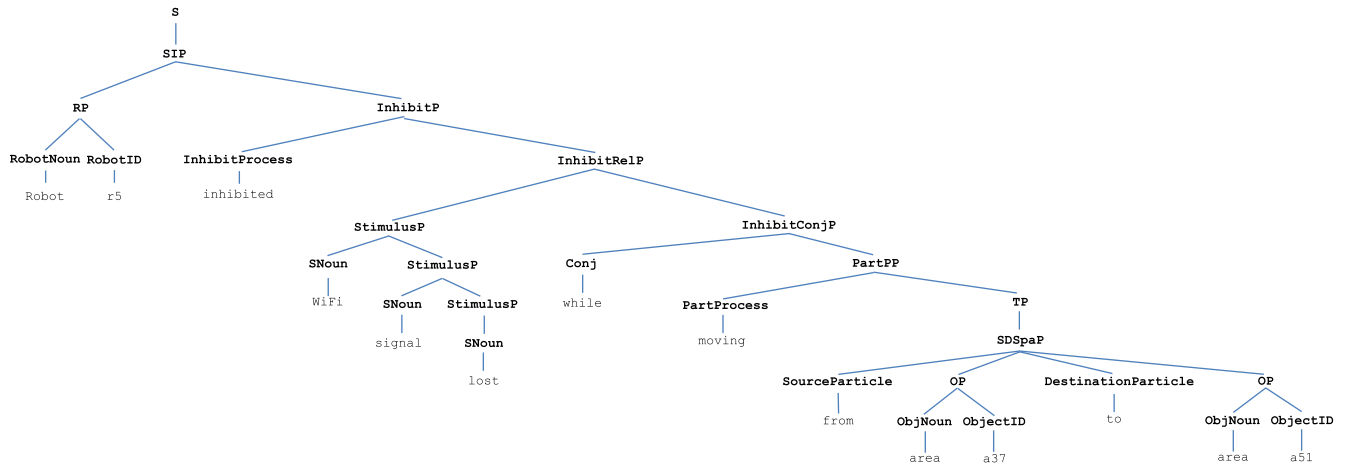 S
SIP
RP InhibitP
RobotNoun RobotID InhibitProcess InhibitRelP
Robot r5 inhibited
StimulusP InhibitConjP
SNoun StimulusP Conj PartPP
WiFi SNoun StimulusP while PartProcess TP
signal SNoun moving SDSpaP
lost SourceParticle OP DestinationParticle OP
from ObjNoun ObjectID to ObjNoun ObjectID
area a37 area a51